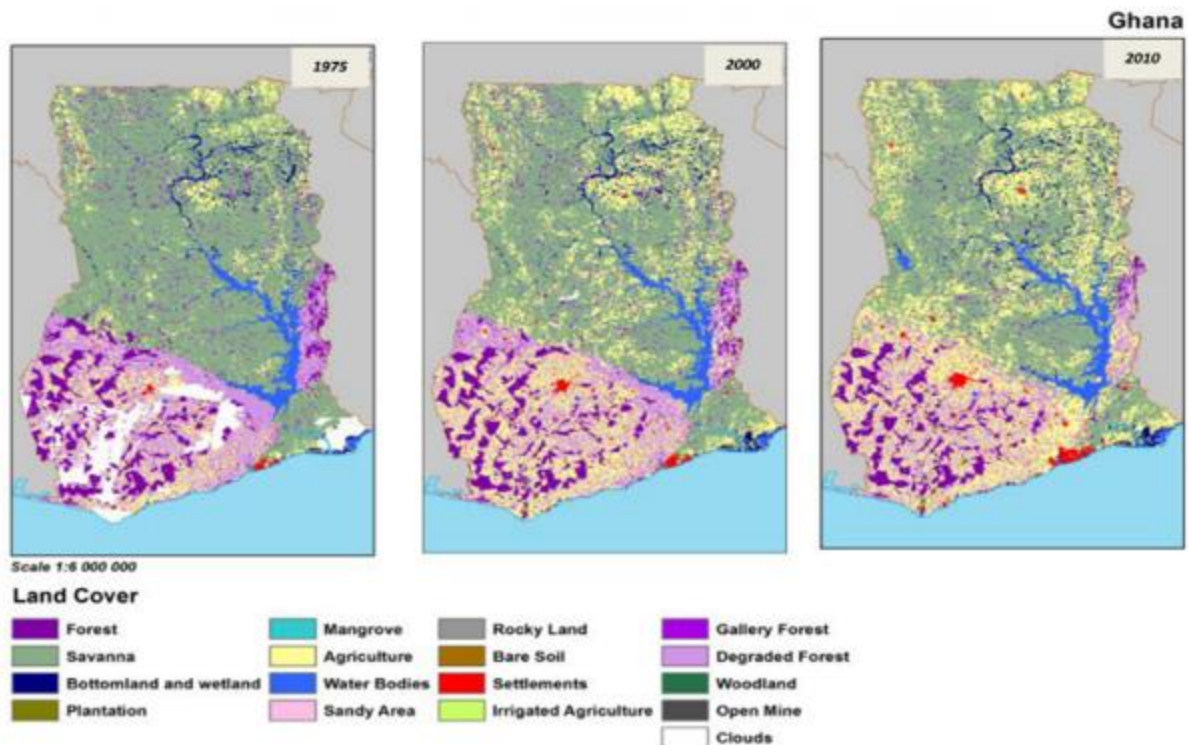 Ghana
1975
2000
2010
Scale 1:6 000 000
Land Cover
Forest
Savanna
Bottomland and wetland
Plantation
Mangrove
Agriculture
Water Bodies
Sandy Area
Rocky Land
Bare Soil
Settlements
Irrigated Agriculture
Gallery Forest
Degraded Forest
Woodland
Open Mine
Clouds